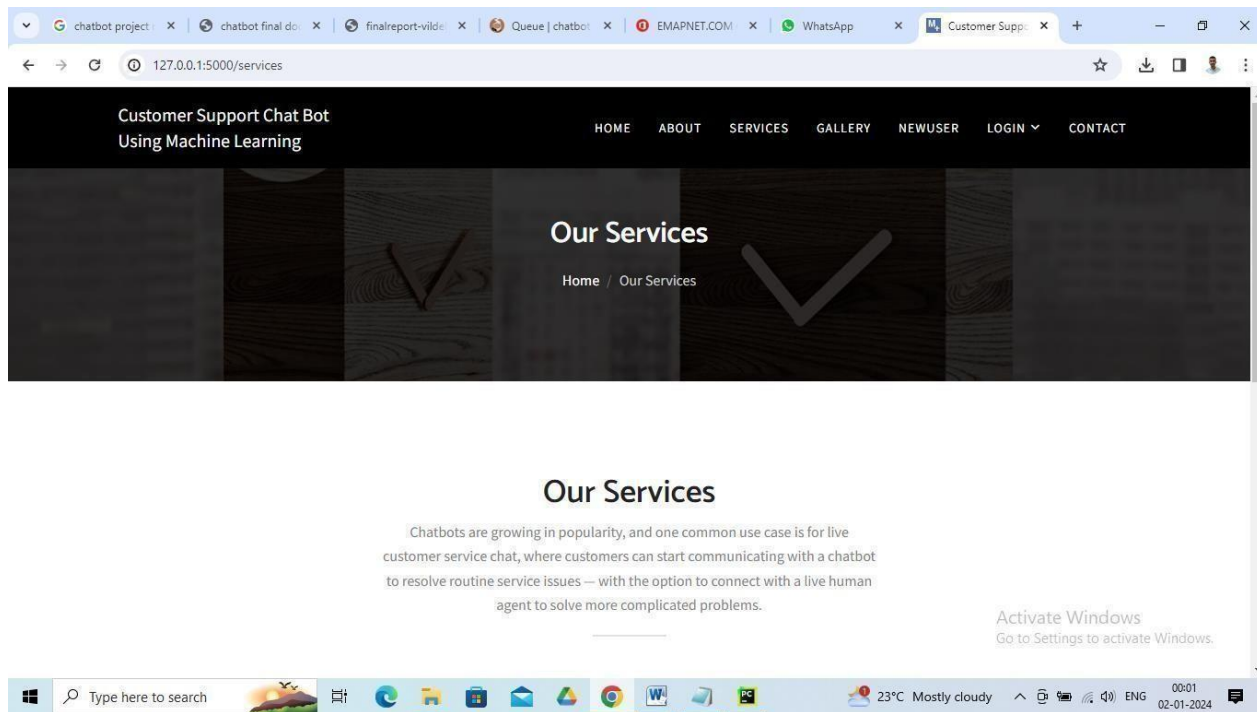 chatbot project
chatbot final do
finalreport-vilde
Queue | chatbot
EMAPNET.COM
WhatsApp
Customer Suppo
127.0.0.1:5000/services
Customer Support Chat Bot
Using Machine Learning
HOME ABOUT SERVICES GALLERY NEWUSER LOGIN CONTACT
Our Services
Home / Our Services
Our Services
Chatbots are growing in popularity, and one common use case is for live
customer service chat, where customers can start communicating with a chatbot
to resolve routine service issues — with the option to connect with a live human
agent to solve more complicated problems.
Activate Windows
Go to Settings to activate Windows.
Type here to search
23°C Mostly cloudy
ENG
00:01
02-01-2024